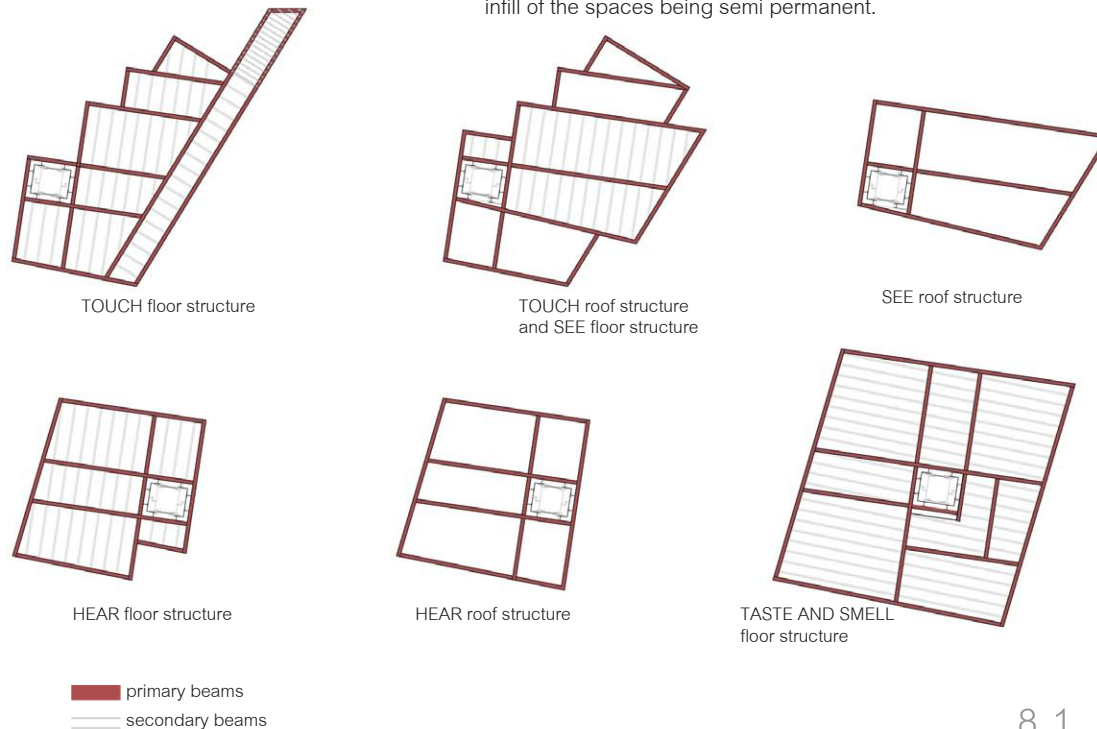 infill of the spaces being semi permanent.
TOUCH floor structure
TOUCH roof structure
and SEE floor structure
SEE roof structure
HEAR floor structure
HEAR roof structure
TASTE AND SMELL
floor structure
primary beams
secondary beams
8 1